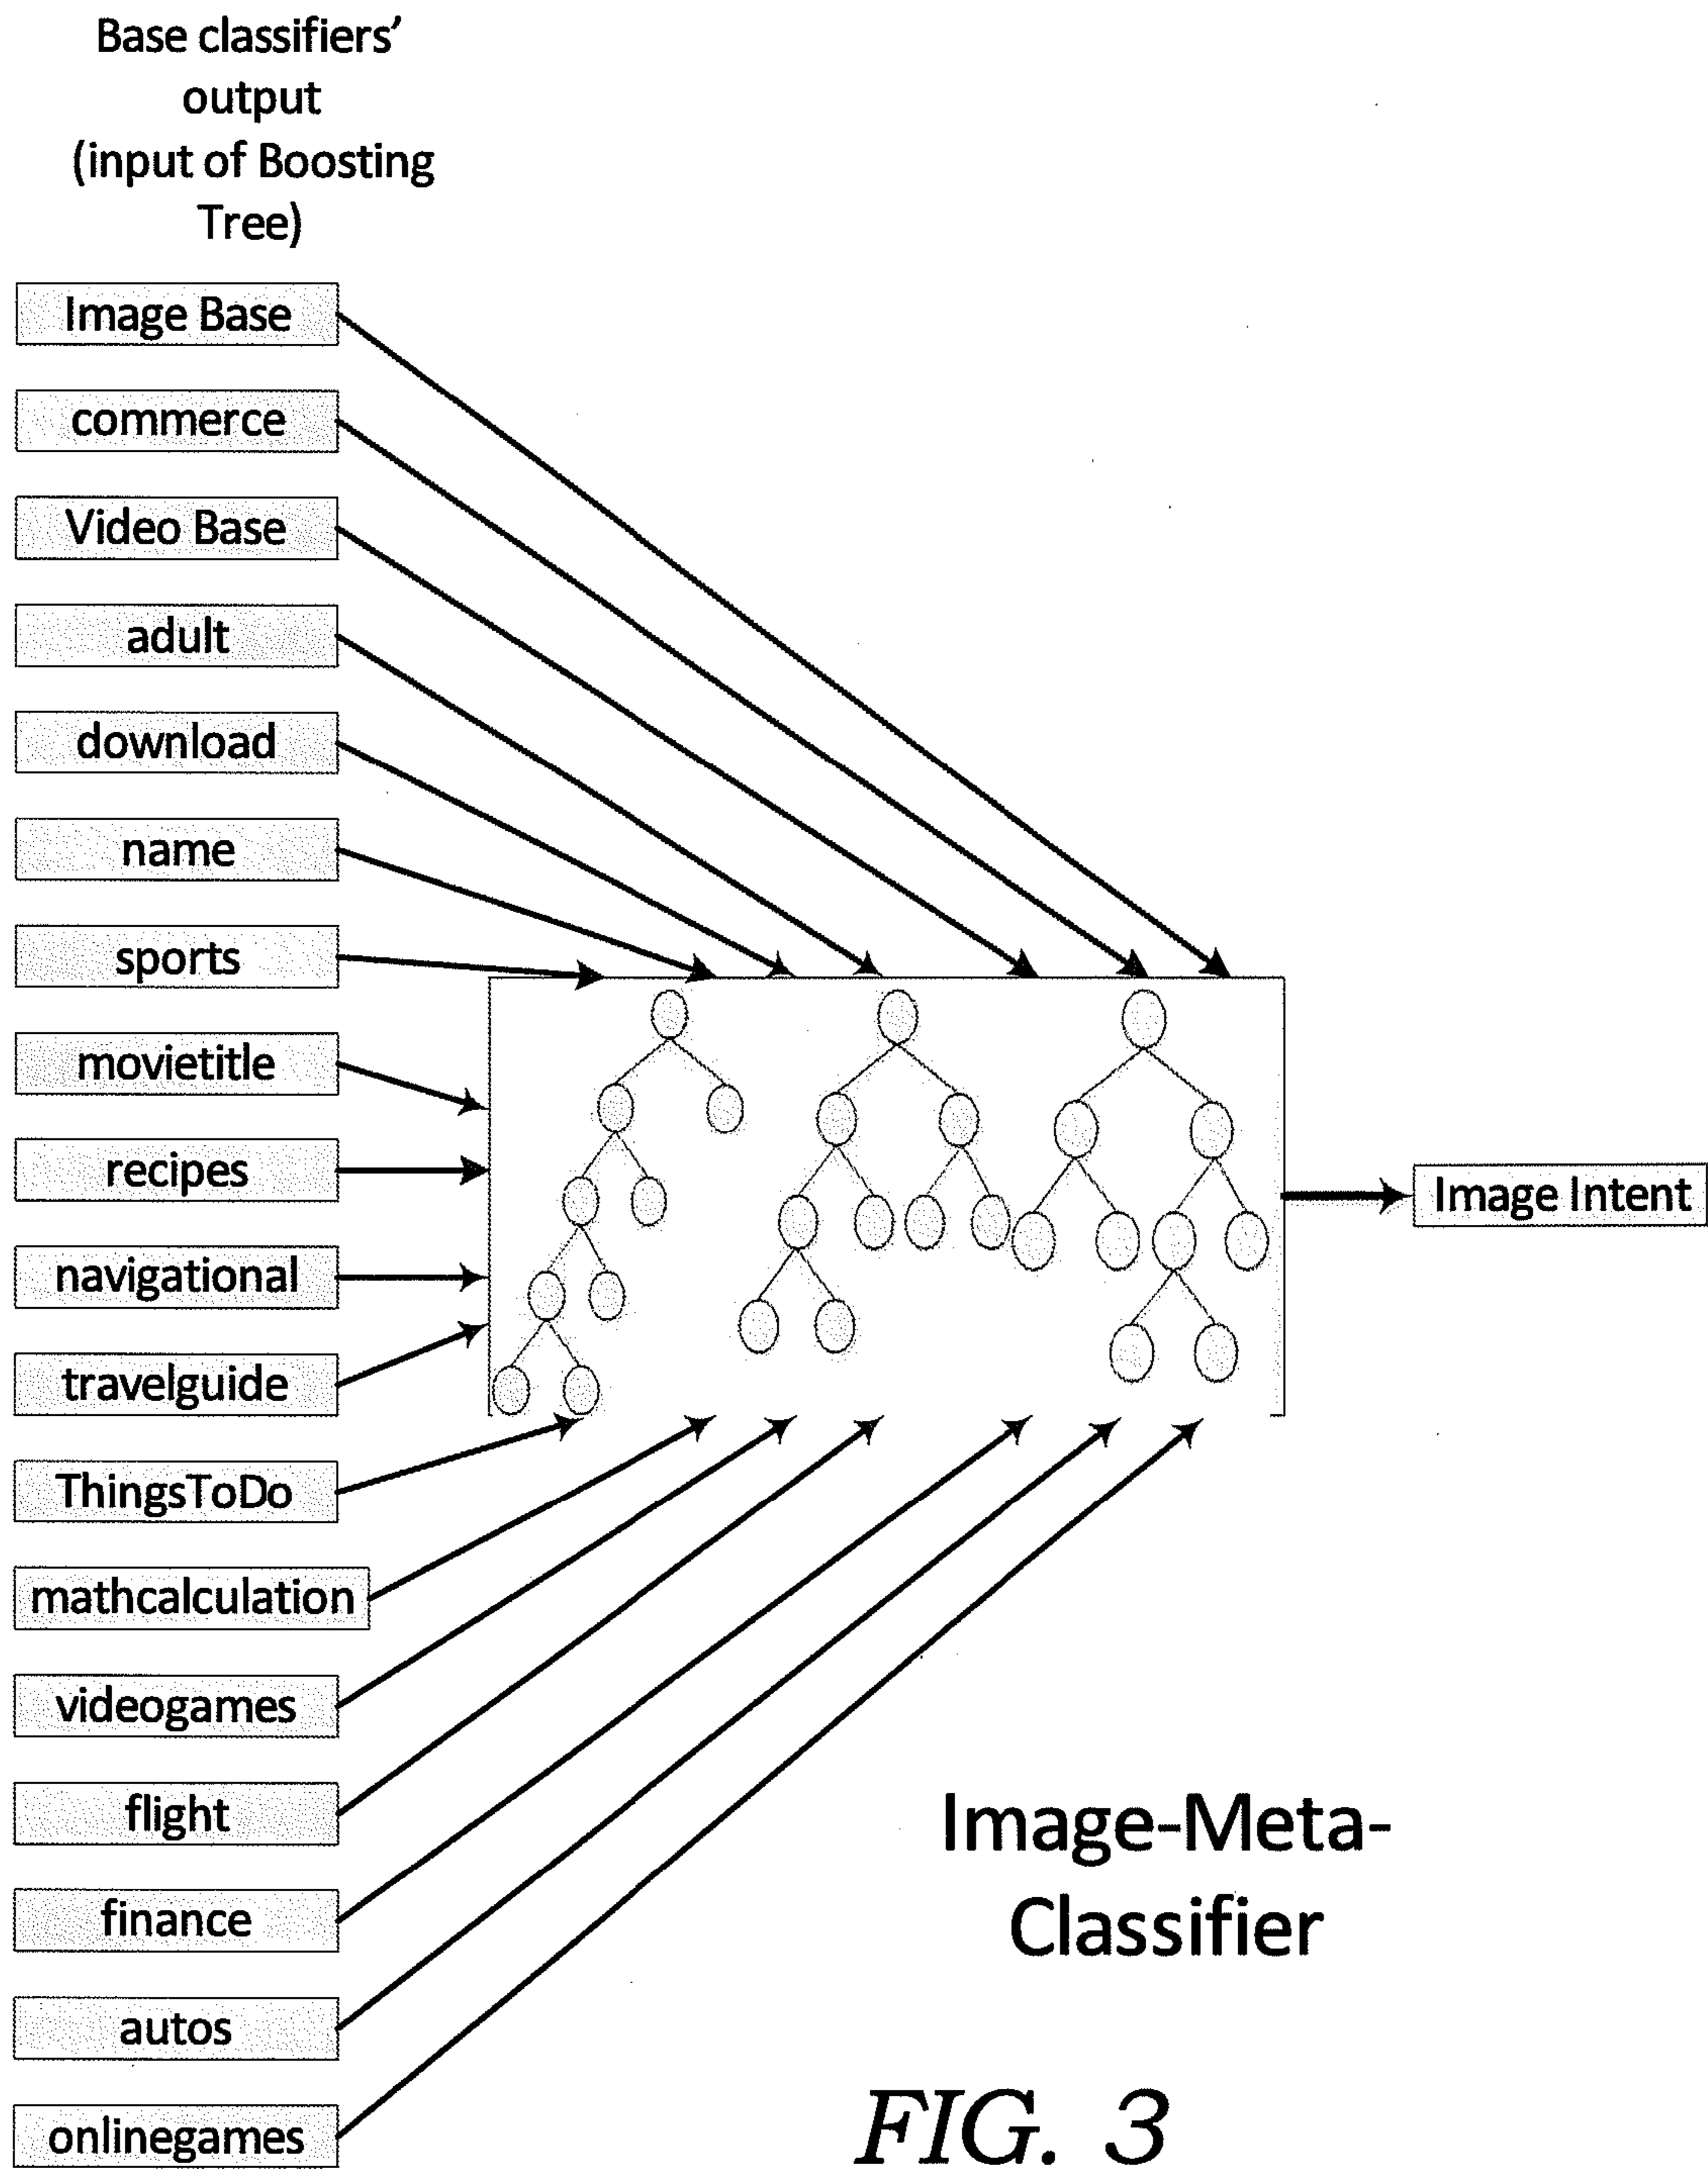 Base classifiers’
output
(input of Boosting
Tree)
Image Base
commerce
Video Base
adult
download
name
sports
movietitle
recipes
navigational
travelguide
ThingsToDo
mathcalculation
videogames
flight
finance
autos
onlinegames
Image Intent
Image-Meta-
Classifier
FIG. 3